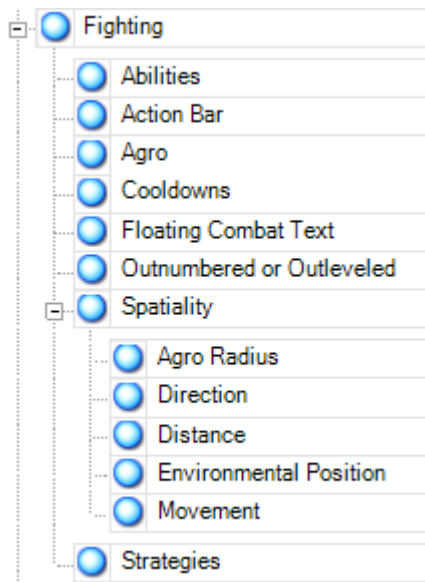 Fighting
Abilities
Action Bar
Agro
Cooldowns
Floating Combat Text
Outnumbered or Outleveled
Spatiality
Agro Radius
Direction
Distance
Environmental Position
Movement
Strategies